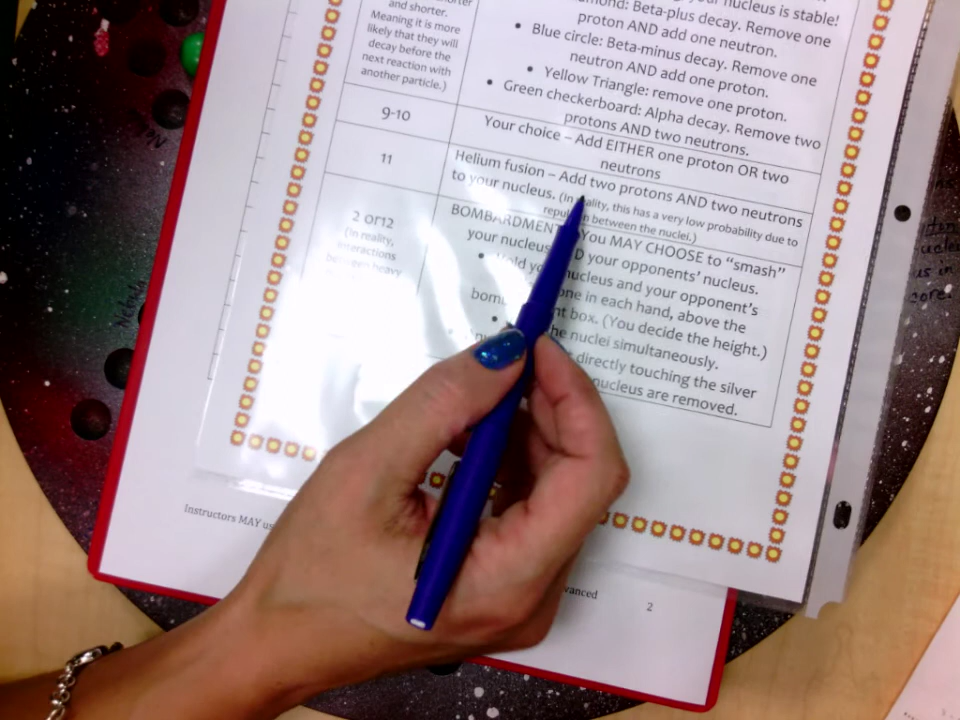 and shorter.
Meaning it is more
likely that they will
decay before the
next reaction with
another particle.)
your nucleus is stable!
Beta-plus decay. Remove one
proton AND add one neutron.
• Blue circle: Beta-minus decay. Remove one
neutron AND add one proton.
• Yellow Triangle: remove one proton.
• Green checkerboard: Alpha decay. Remove two
protons AND two neutrons.
9-10
Your choice – Add EITHER one proton OR two
neutrons
11
Helium fusion – Add two protons AND two neutrons
to your nucleus. (In reality, this has a very low probability due to
between the nuclei.)
2 or12
(In reality,
interactions
between heavy
BOMBARDMENT You MAY CHOOSE to "smash"
your nucleus your opponents' nucleus.
• nucleus and your opponent's
one in each hand, above the
box. (You decide the height.)
• the nuclei simultaneously.
• directly touching the silver
nucleus are removed.
Instructors MAY
2